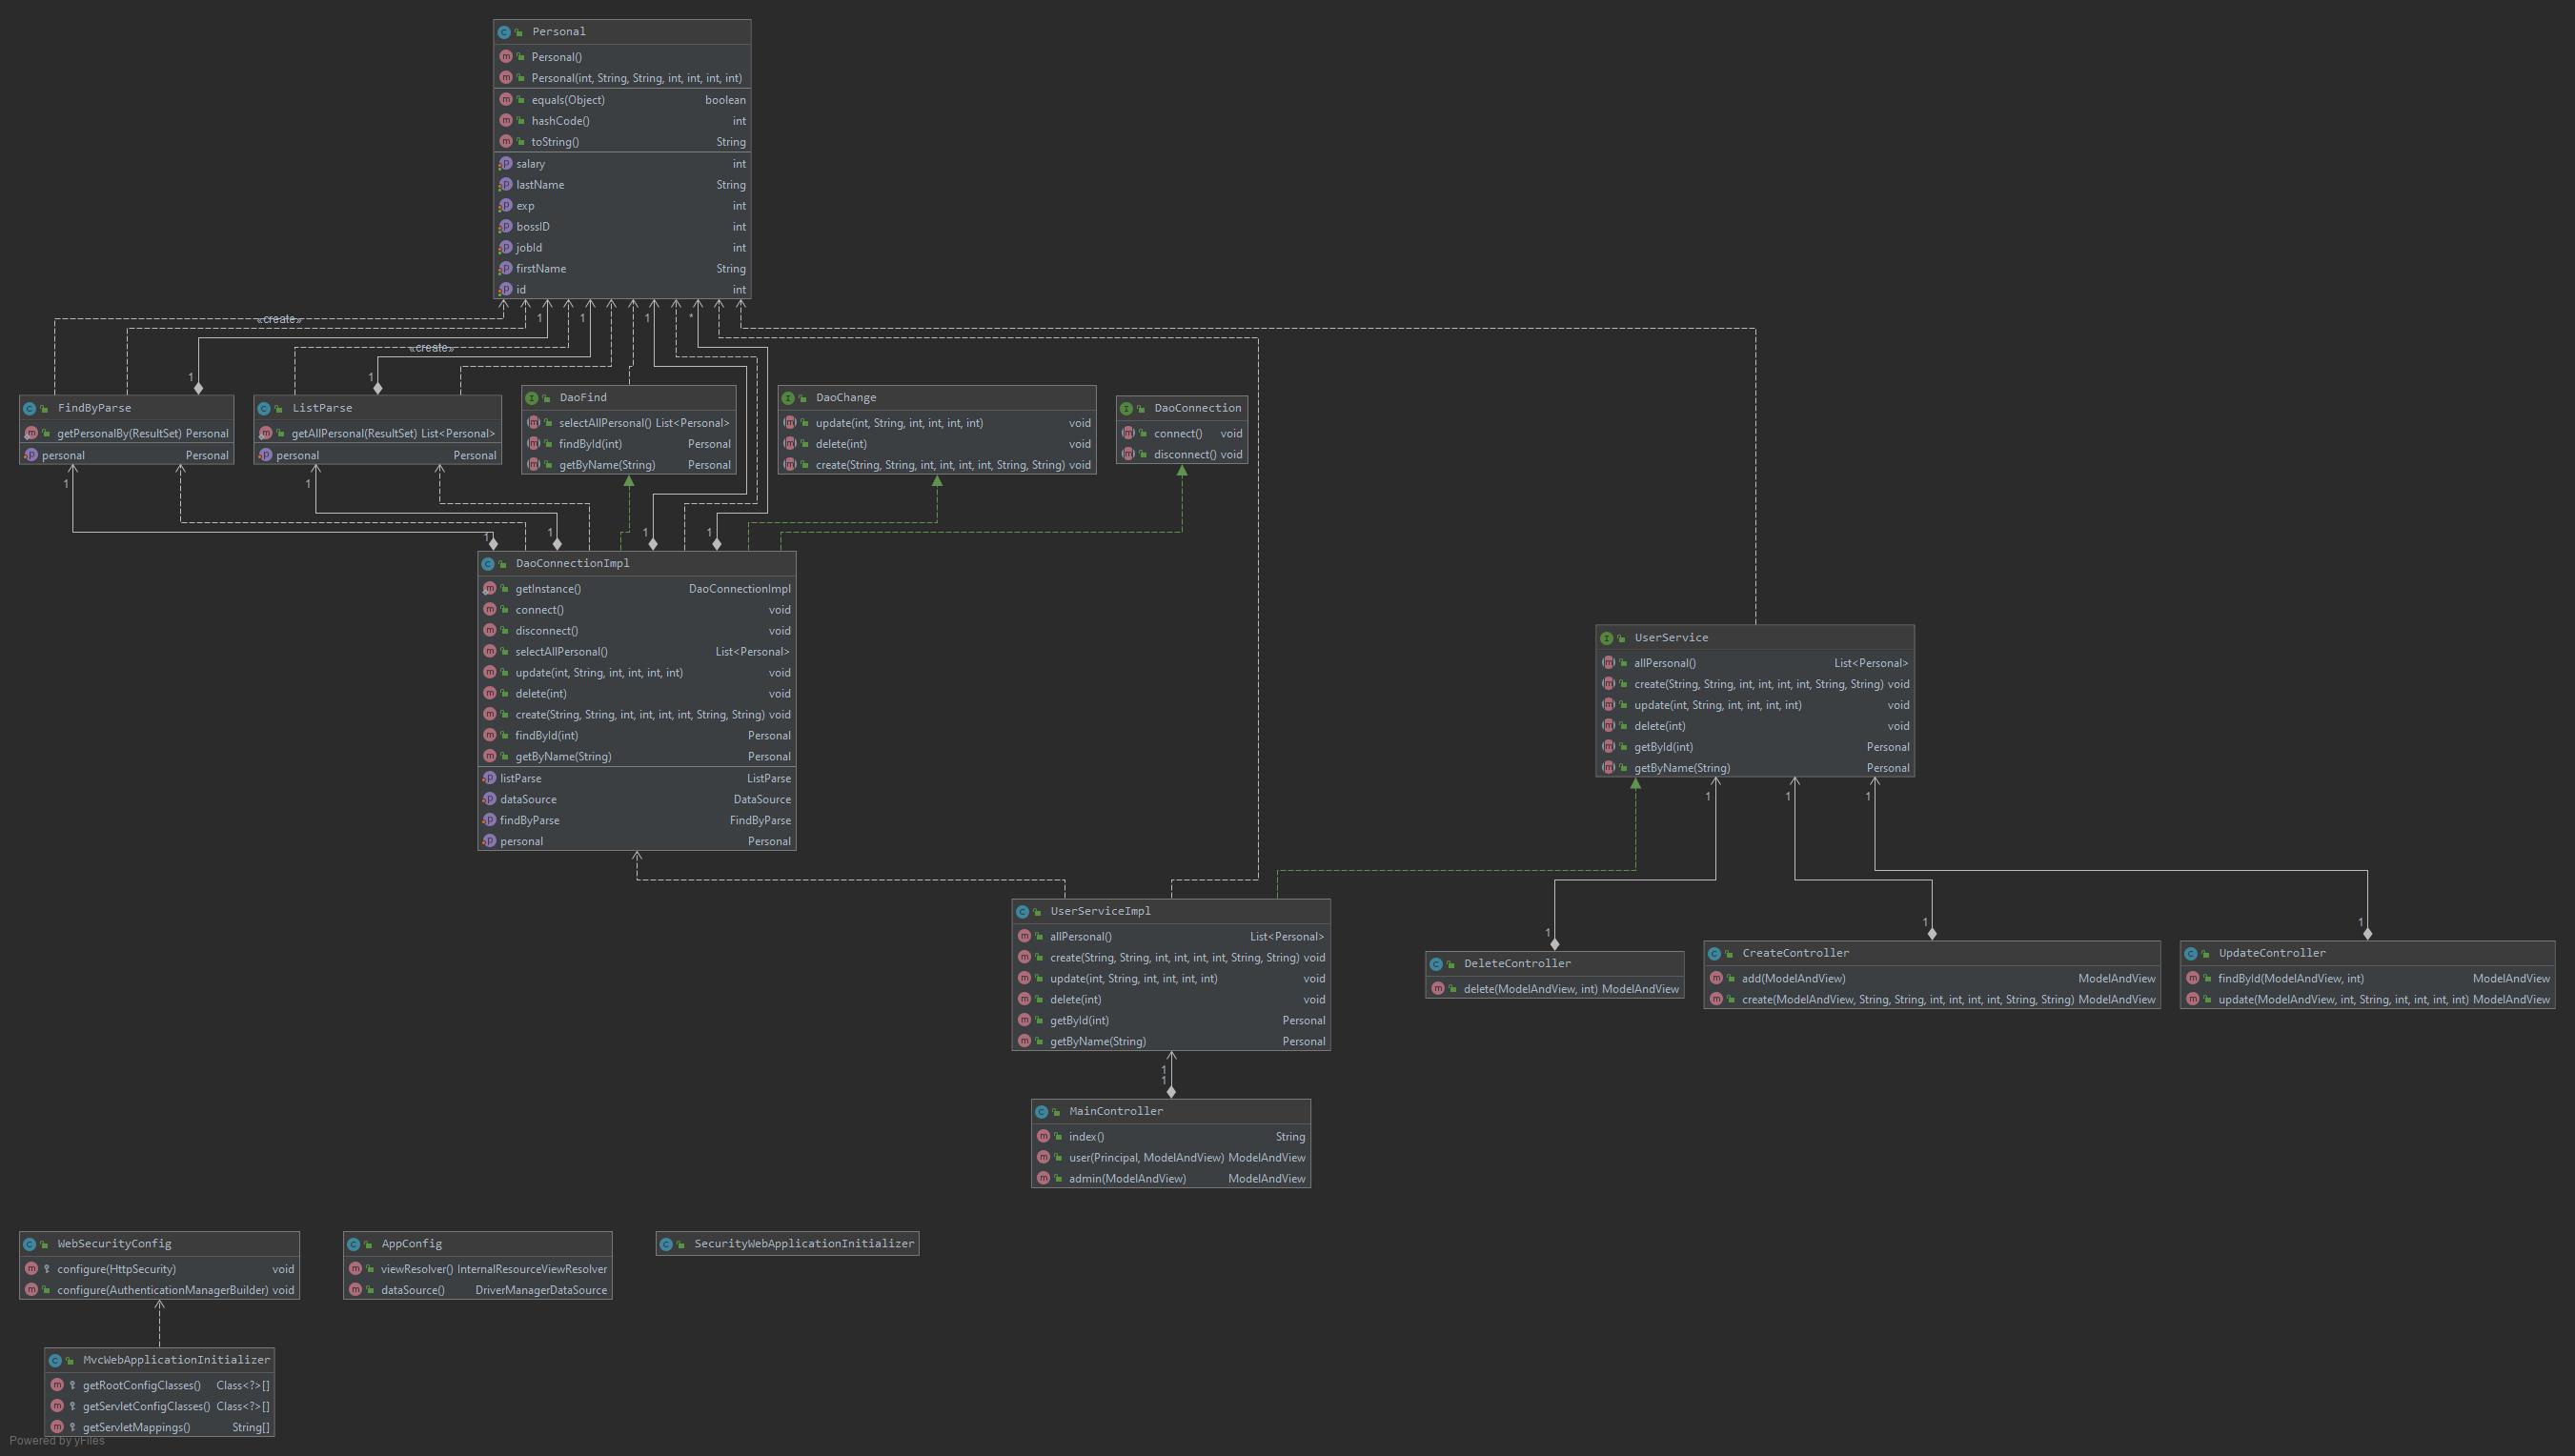 Personal
Personal()
Personal(int, String, String, int, int, int, int)
equals(Object) boolean
hashCode() int
toString() String
salary int
lastName String
exp int
bossID int
jobId int
firstName String
id int
«create»
1
1
1
*
«create»
1
1
FindByParse
getPersonalBy(ResultSet) Personal
personal Personal
ListParse
getAllPersonal(ResultSet) List<Personal>
personal Personal
DaoFind
selectAllPersonal() List<Personal>
findById(int) Personal
getByName(String) Personal
DaoChange
update(int, String, int, int, int, int) void
delete(int) void
create(String, String, int, int, int, int, String, String) void
DaoConnection
connect() void
disconnect() void
1
1
1
1
1
1
DaoConnectionImpl
getInstance() DaoConnectionImpl
connect() void
disconnect() void
selectAllPersonal() List<Personal>
update(int, String, int, int, int, int) void
delete(int) void
create(String, String, int, int, int, int, String, String) void
findById(int) Personal
getByName(String) Personal
listParse ListParse
dataSource DataSource
findByParse FindByParse
personal Personal
UserService
allPersonal() List<Personal>
create(String, String, int, int, int, int, String, String) void
update(int, String, int, int, int, int) void
delete(int) void
getById(int) Personal
getByName(String) Personal
1
1
1
1
1
1
UserServiceImpl
allPersonal() List<Personal>
create(String, String, int, int, int, int, String, String) void
update(int, String, int, int, int, int) void
delete(int) void
getById(int) Personal
getByName(String) Personal
DeleteController
delete(ModelAndView, int) ModelAndView
CreateController
add(ModelAndView) ModelAndView
create(ModelAndView, String, String, int, int, int, int, String, String) ModelAndView
UpdateController
findById(ModelAndView, int) ModelAndView
update(ModelAndView, int, String, int, int, int, int) ModelAndView
1
1
MainController
index() String
user(Principal, ModelAndView) ModelAndView
admin(ModelAndView) ModelAndView
WebSecurityConfig
configure(HttpSecurity) void
configure(AuthenticationManagerBuilder) void
AppConfig
viewResolver() InternalResourceViewResolver
dataSource() DriverManagerDataSource
SecurityWebApplicationInitializer
MvcWebApplicationInitializer
getRootConfigClasses() Class<?>[]
getServletConfigClasses() Class<?>[]
getServletMappings() String[]
Powered by yFiles